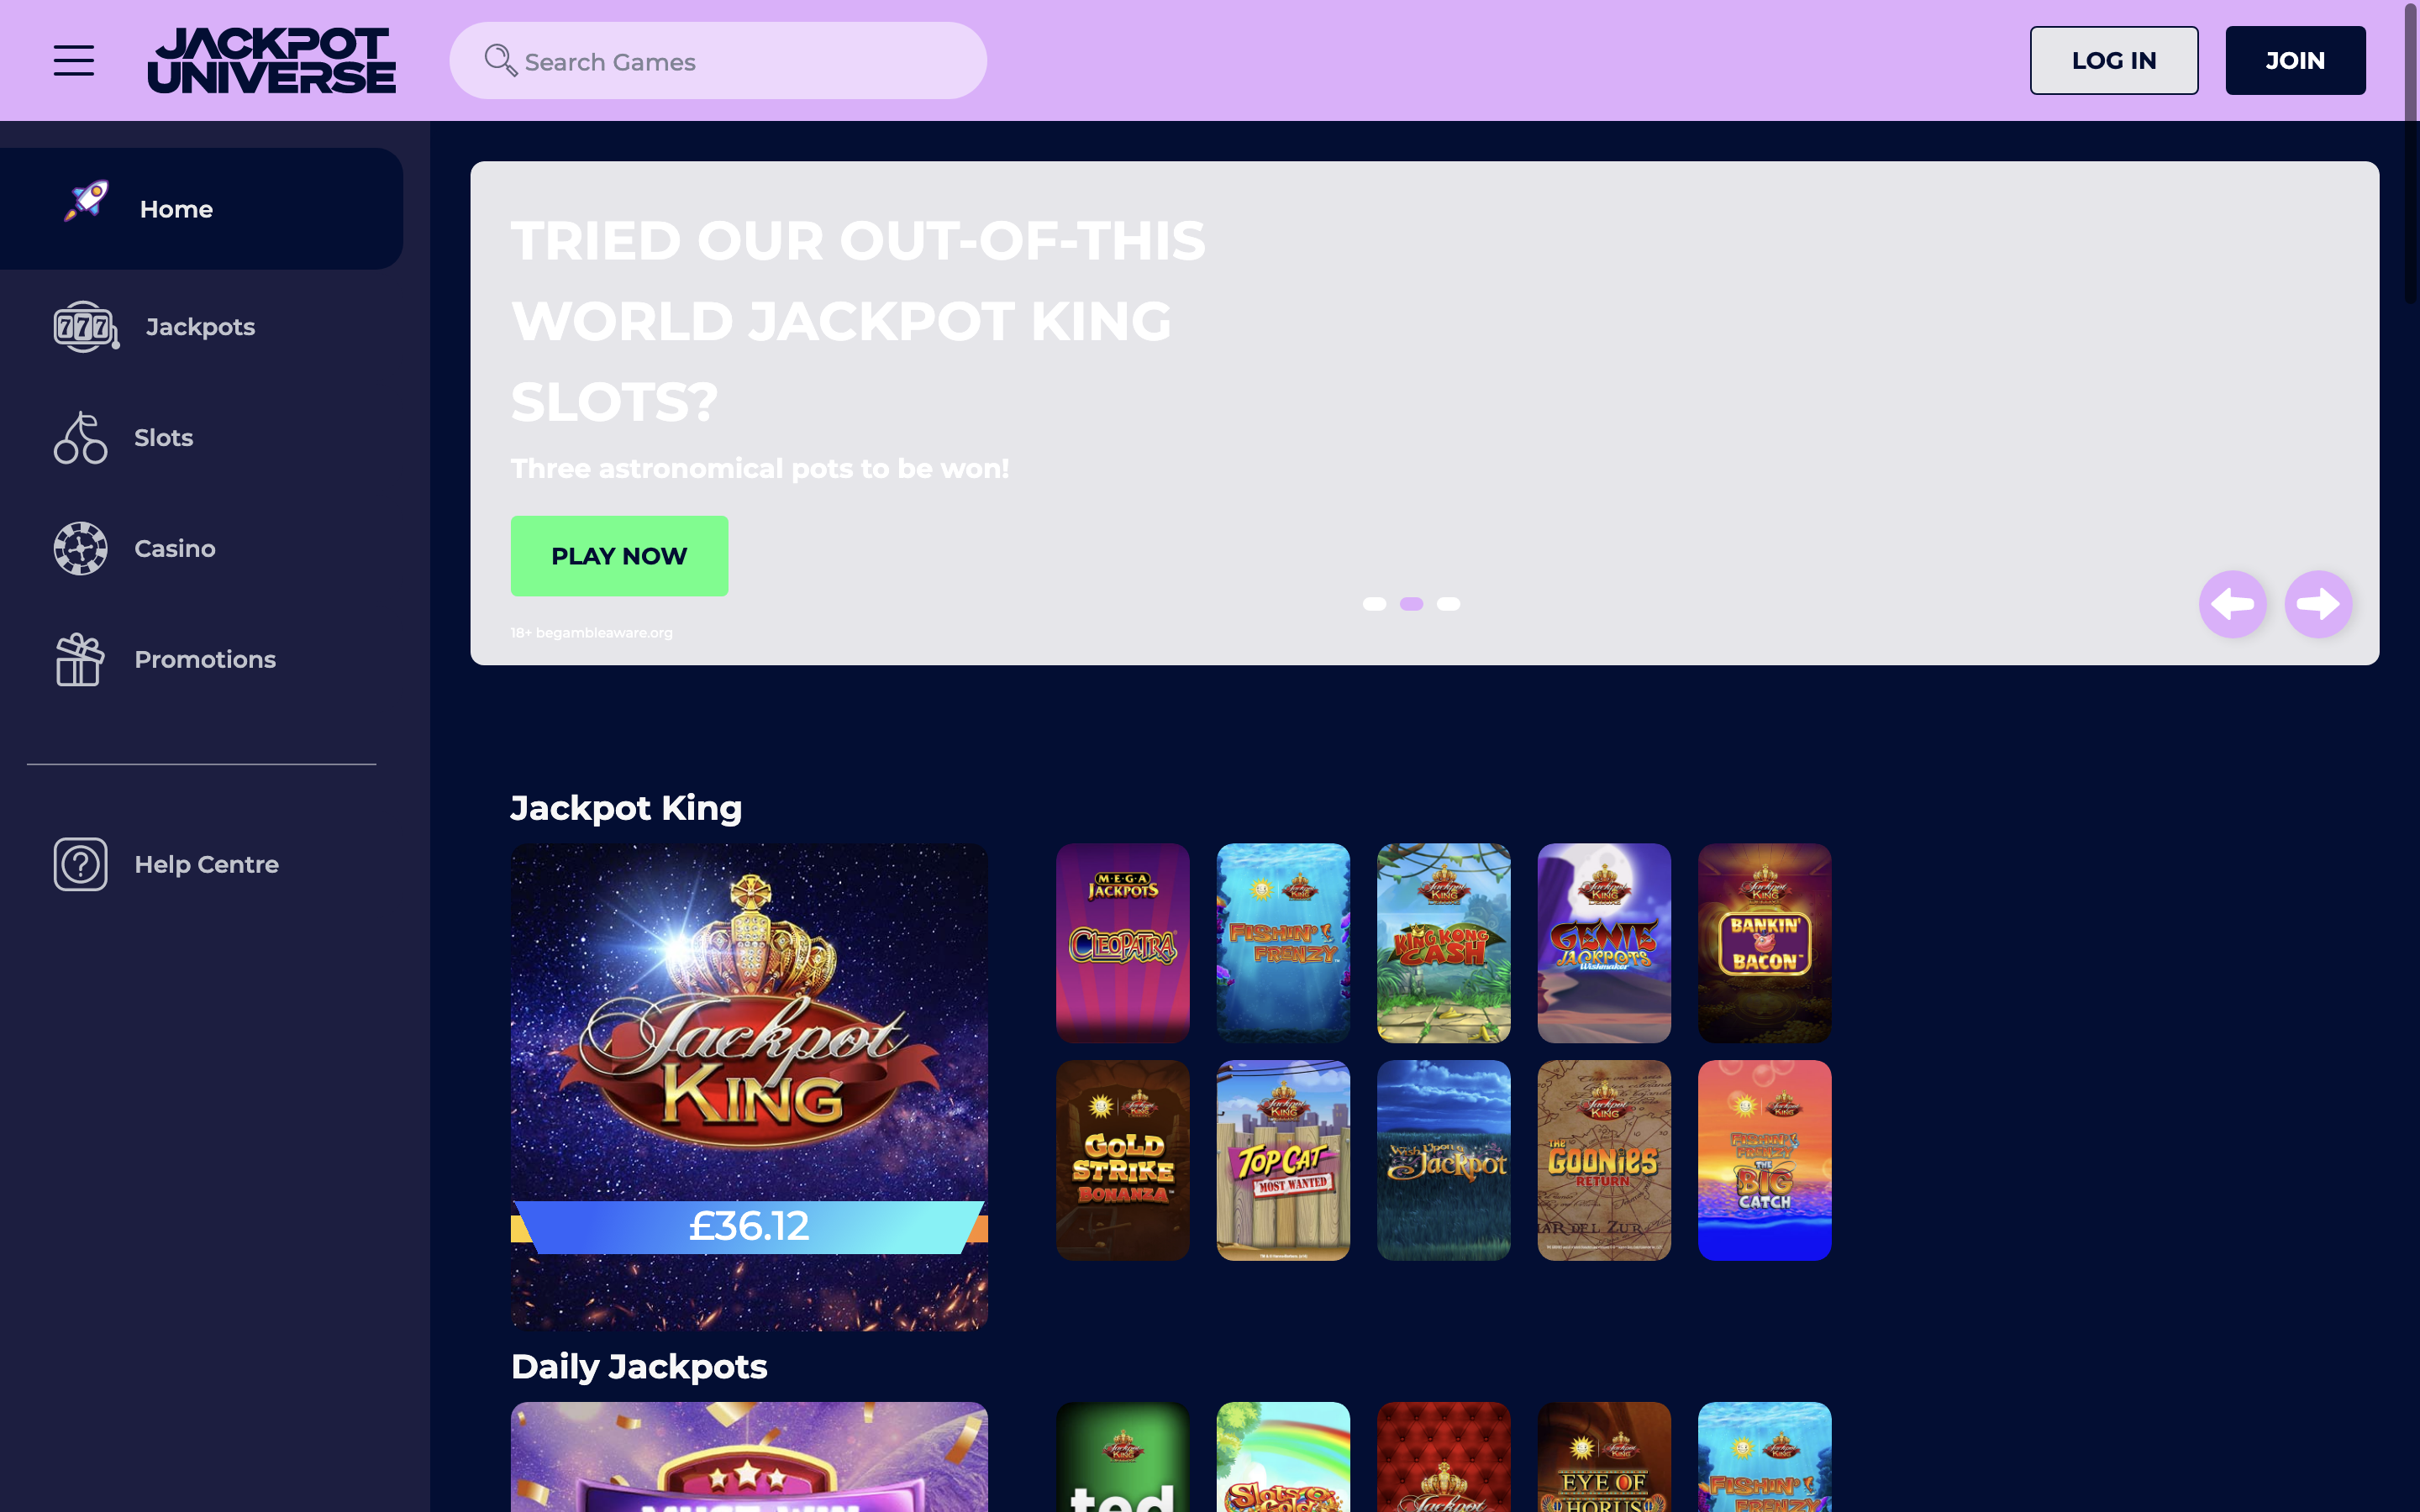 JACKPOT
UNIVERSE
Search Games
LOG IN
JOIN
Home
Jackpots
Slots
Casino
Promotions
Help Centre
TRIED OUR OUT-OF-THIS
WORLD JACKPOT KING
SLOTS?
Three astronomical pots to be won!
PLAY NOW
18+ begambleaware.org
Jackpot King
Jackpot
KING
£36.12
MEGA
JACKPOTS
CLEOPATRA
Jackpot
KING
FISHIN'
FRENZY
Jackpot
KING
KING KONG
CASH
Jackpot
KING
GENIE
JACKPOTS
Wishmaker
Jackpot
KING
BANKIN'
BACON
Jackpot
KING
GOLD
STRIKE
BONANZA
Jackpot
KING
TOP CAT
MOST WANTED
Wish Upon a
Jackpot
Jackpot
KING
THE
GOONIES
RETURN
MAR DEL ZUR
Jackpot
KING
FISHIN'
FRENZY
THE
BIG
CATCH
Daily Jackpots
MUST WIN
Jackpot
KING
ted
Slots o'
Gold
Jackpot
Jackpot
KING
EYE OF
HORUS
Jackpot
KING
FISHIN'
FRENZY